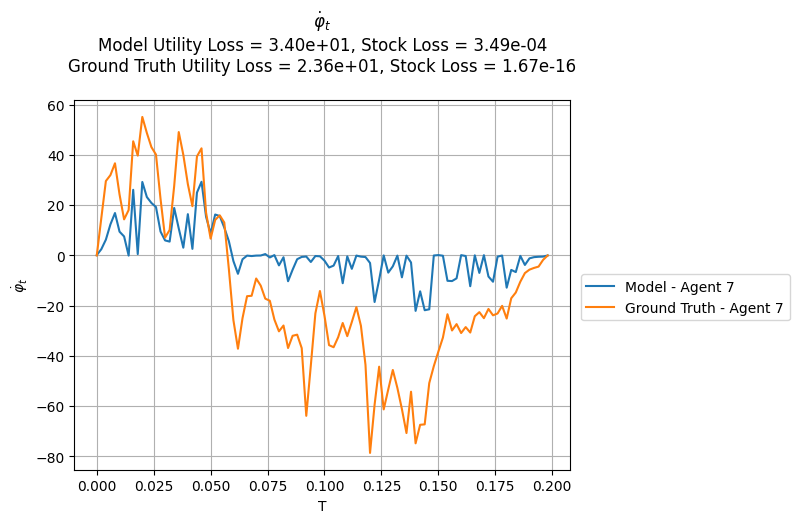 φ̇ₜ
Model Utility Loss = 3.40e+01, Stock Loss = 3.49e-04
Ground Truth Utility Loss = 2.36e+01, Stock Loss = 1.67e-16
60
40
20
0
−20
−40
−60
−80
φ̇ₜ
0.000
0.025
0.050
0.075
0.100
0.125
0.150
0.175
0.200
T
Model - Agent 7
Ground Truth - Agent 7